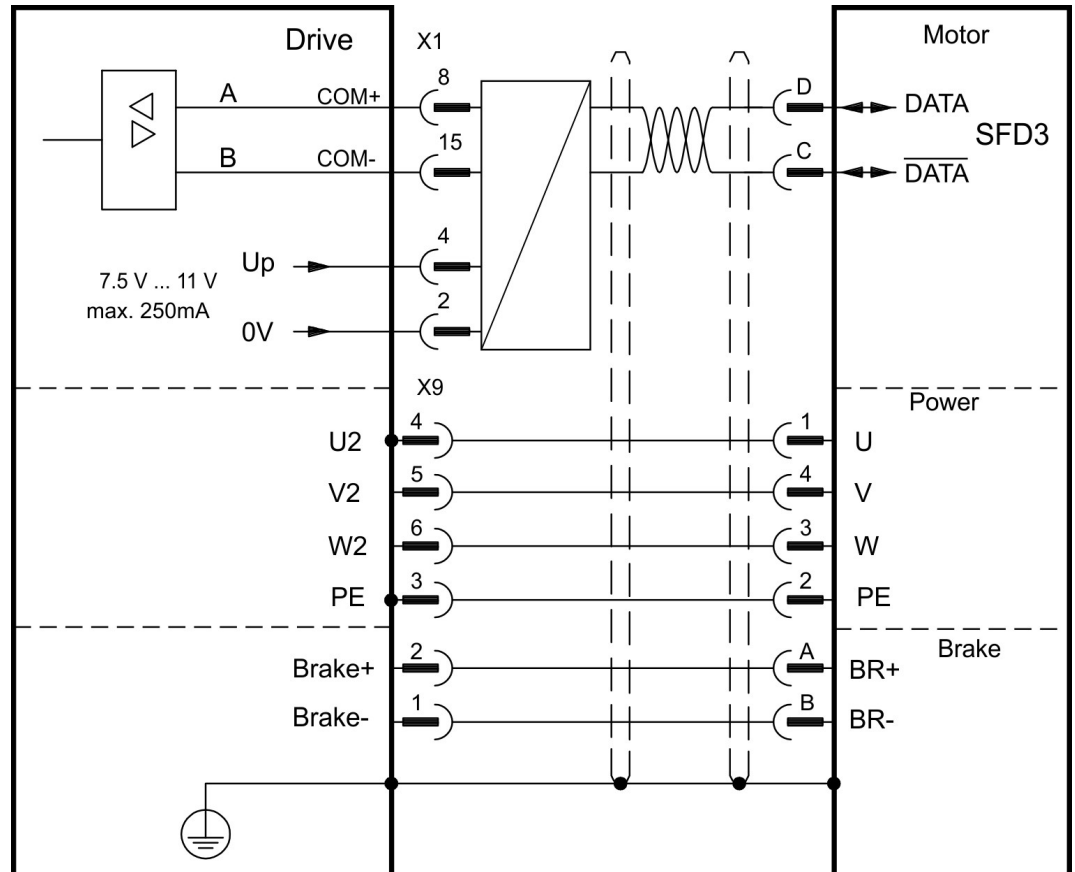 Drive X1 Motor
8 D
A COM+ DATA
SFD3
15 C
B COM- DATA
4
Up
7.5 V ... 11 V
max. 250mA
2
0V
X9 Power
4 1
U2 U
5 4
V2 V
6 3
W2 W
3 2
PE PE
Brake
2 A
Brake+ BR+
1 B
Brake- BR-